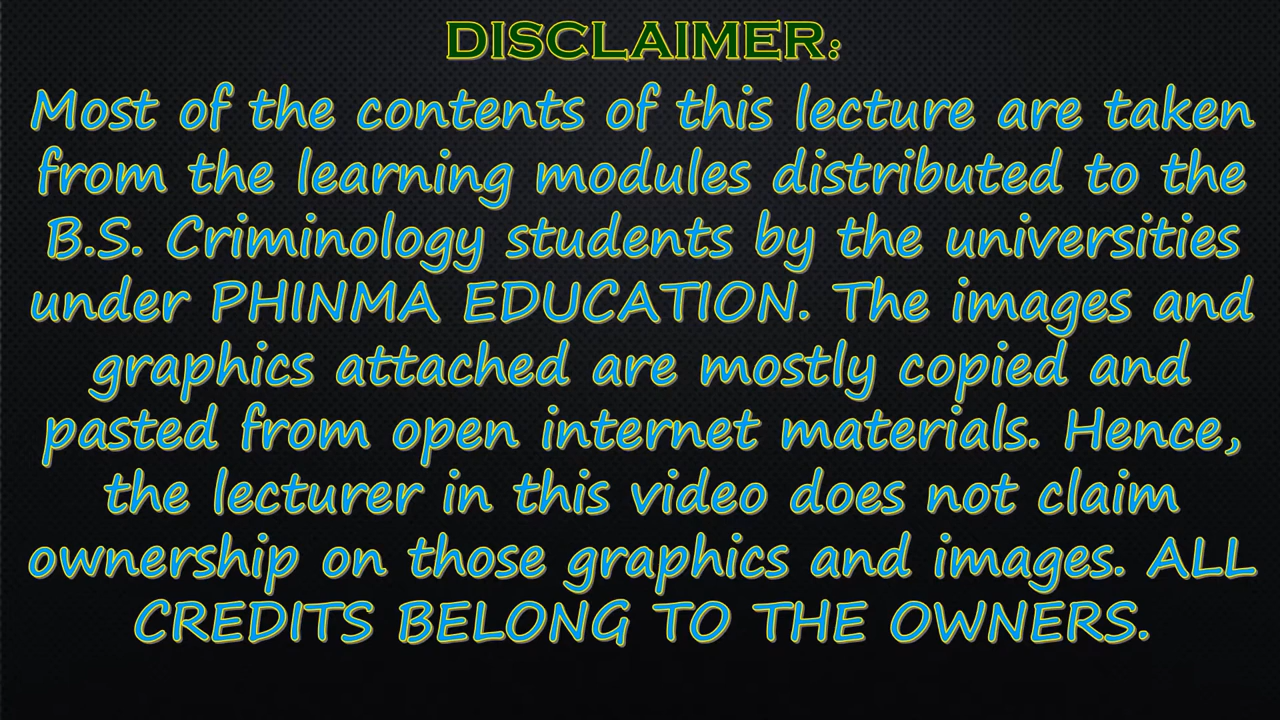 DISCLAIMER:
Most of the contents of this lecture are taken
from the learning modules distributed to the
B.S. Criminology students by the universities
under PHINMA EDUCATION. The images and
graphics attached are mostly copied and
pasted from open internet materials. Hence,
the lecturer in this video does not claim
ownership on those graphics and images. ALL
CREDITS BELONG TO THE OWNERS.